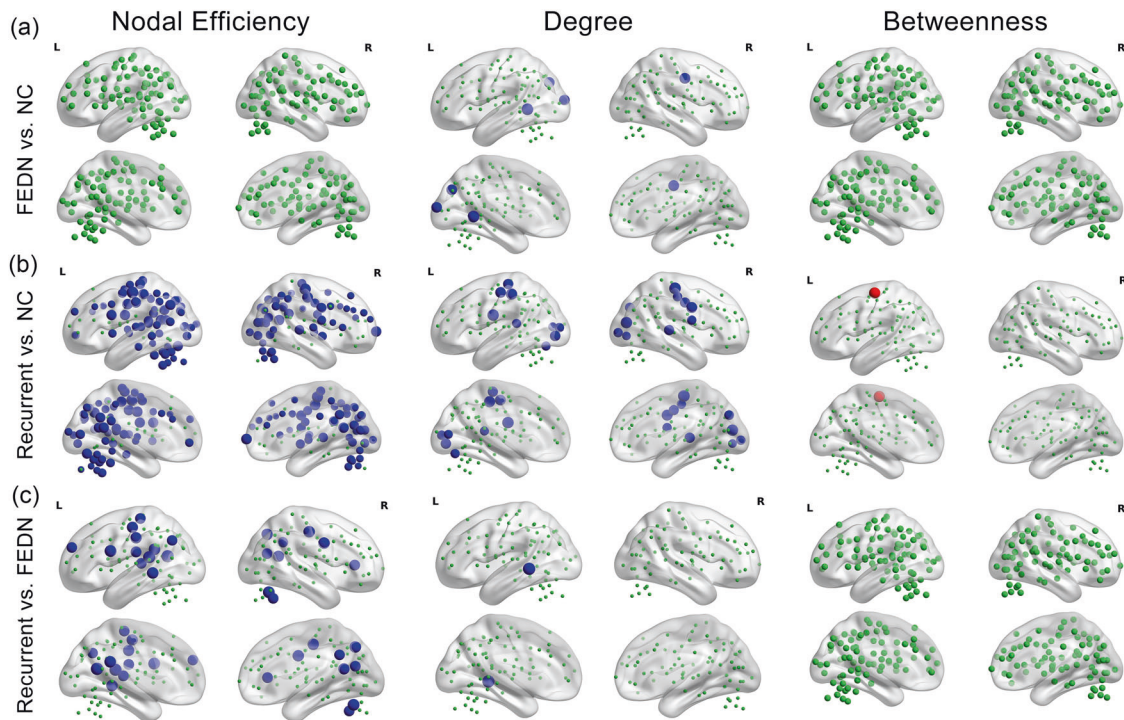 Nodal Efficiency Degree Betweenness
(a)
L R L R L R
FEDN vs. NC
(b)
L R L R L R
Recurrent vs. NC
(c)
L R L R L R
Recurrent vs. FEDN